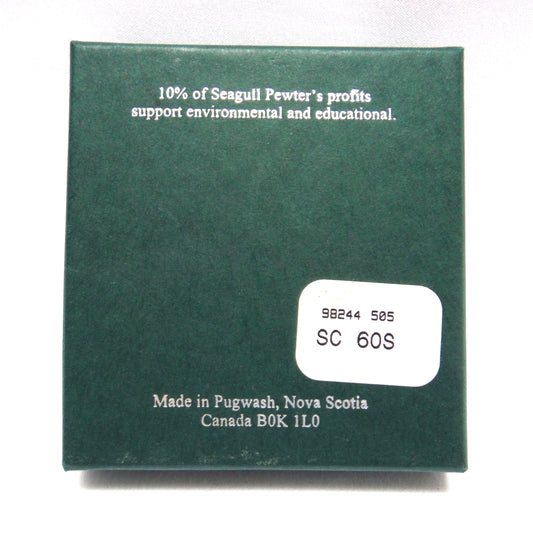 10% of Seagull Pewter's profits
support environmental and educational.
98244 505
SC 60S
Made in Pugwash, Nova Scotia
Canada B0K 1L0